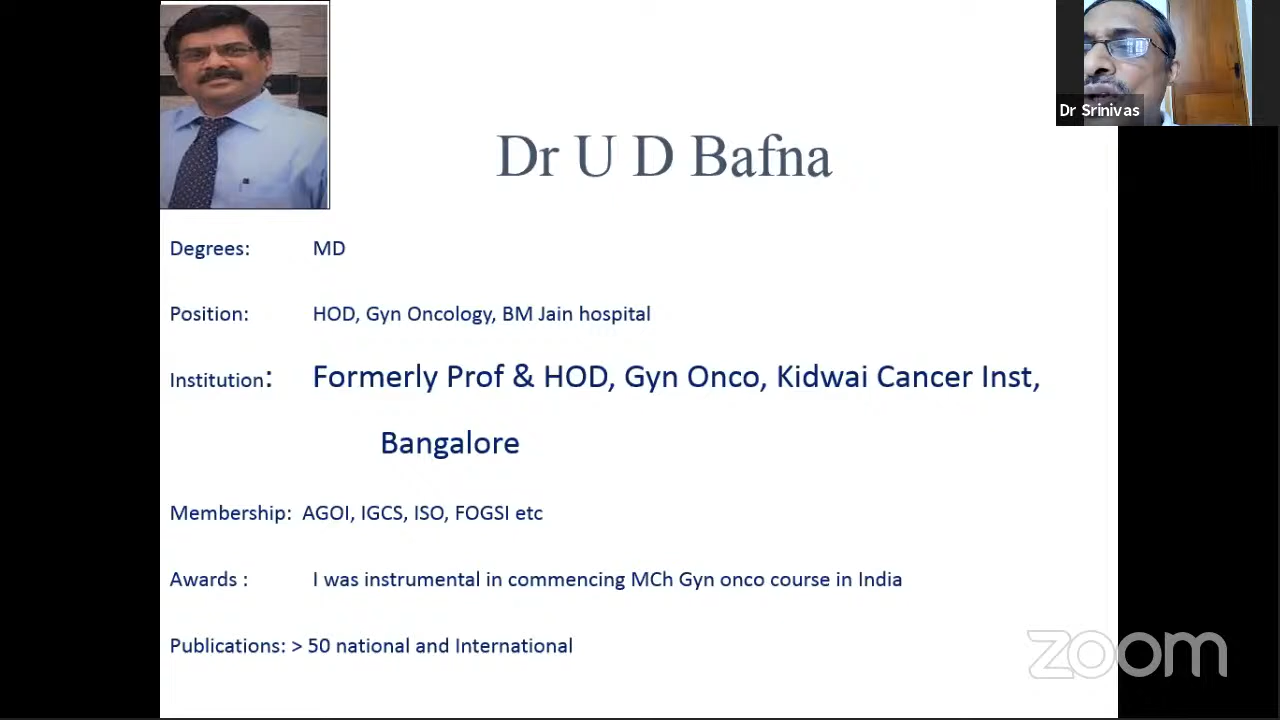 Dr Srinivas
Dr U D Bafna
Degrees: MD
Position: HOD, Gyn Oncology, BM Jain hospital
Institution: Formerly Prof & HOD, Gyn Onco, Kidwai Cancer Inst,
Bangalore
Membership: AGOI, IGCS, ISO, FOGSI etc
Awards : I was instrumental in commencing MCh Gyn onco course in India
Publications: > 50 national and International
zoom